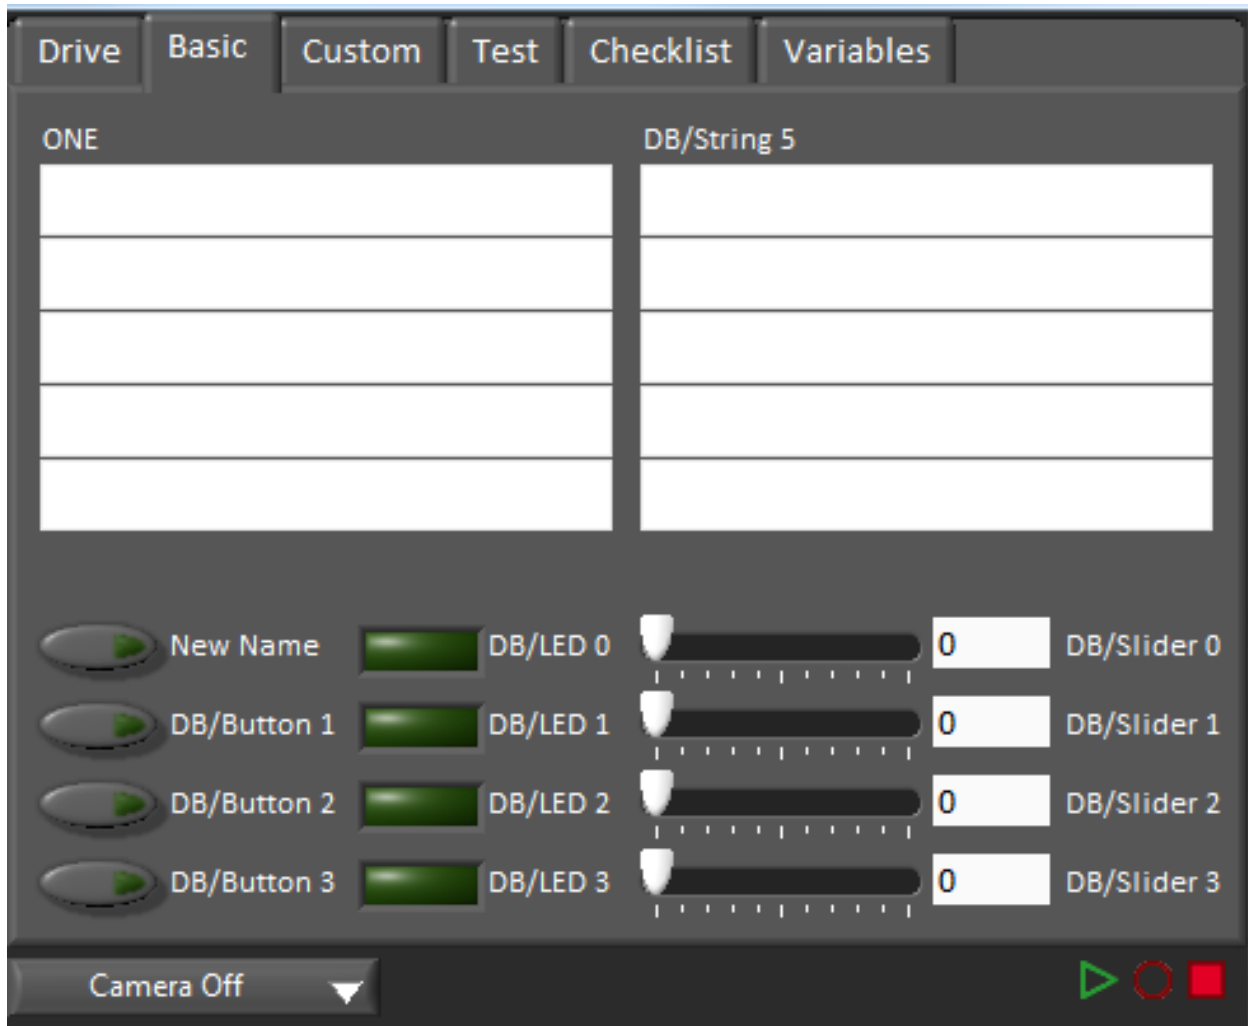 Drive Basic Custom Test Checklist Variables
ONE DB/String 5
New Name DB/LED 0 0 DB/Slider 0
DB/Button 1 DB/LED 1 0 DB/Slider 1
DB/Button 2 DB/LED 2 0 DB/Slider 2
DB/Button 3 DB/LED 3 0 DB/Slider 3
Camera Off